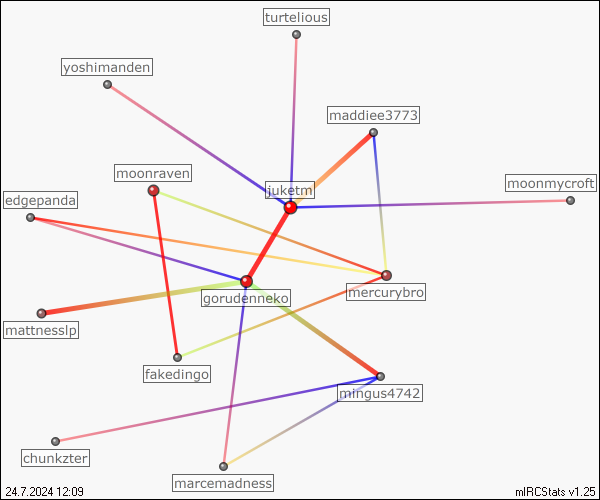 turtelious
yoshimanden
maddiee3773
moonraven
moonmycroft
iuketm
edgepanda
mercurybro
gorudenneko
mattnesslp
fakedingo
mingus4742
chunkzter
marcemadness
24.7.2024 12:09
mIRCStats v1.25